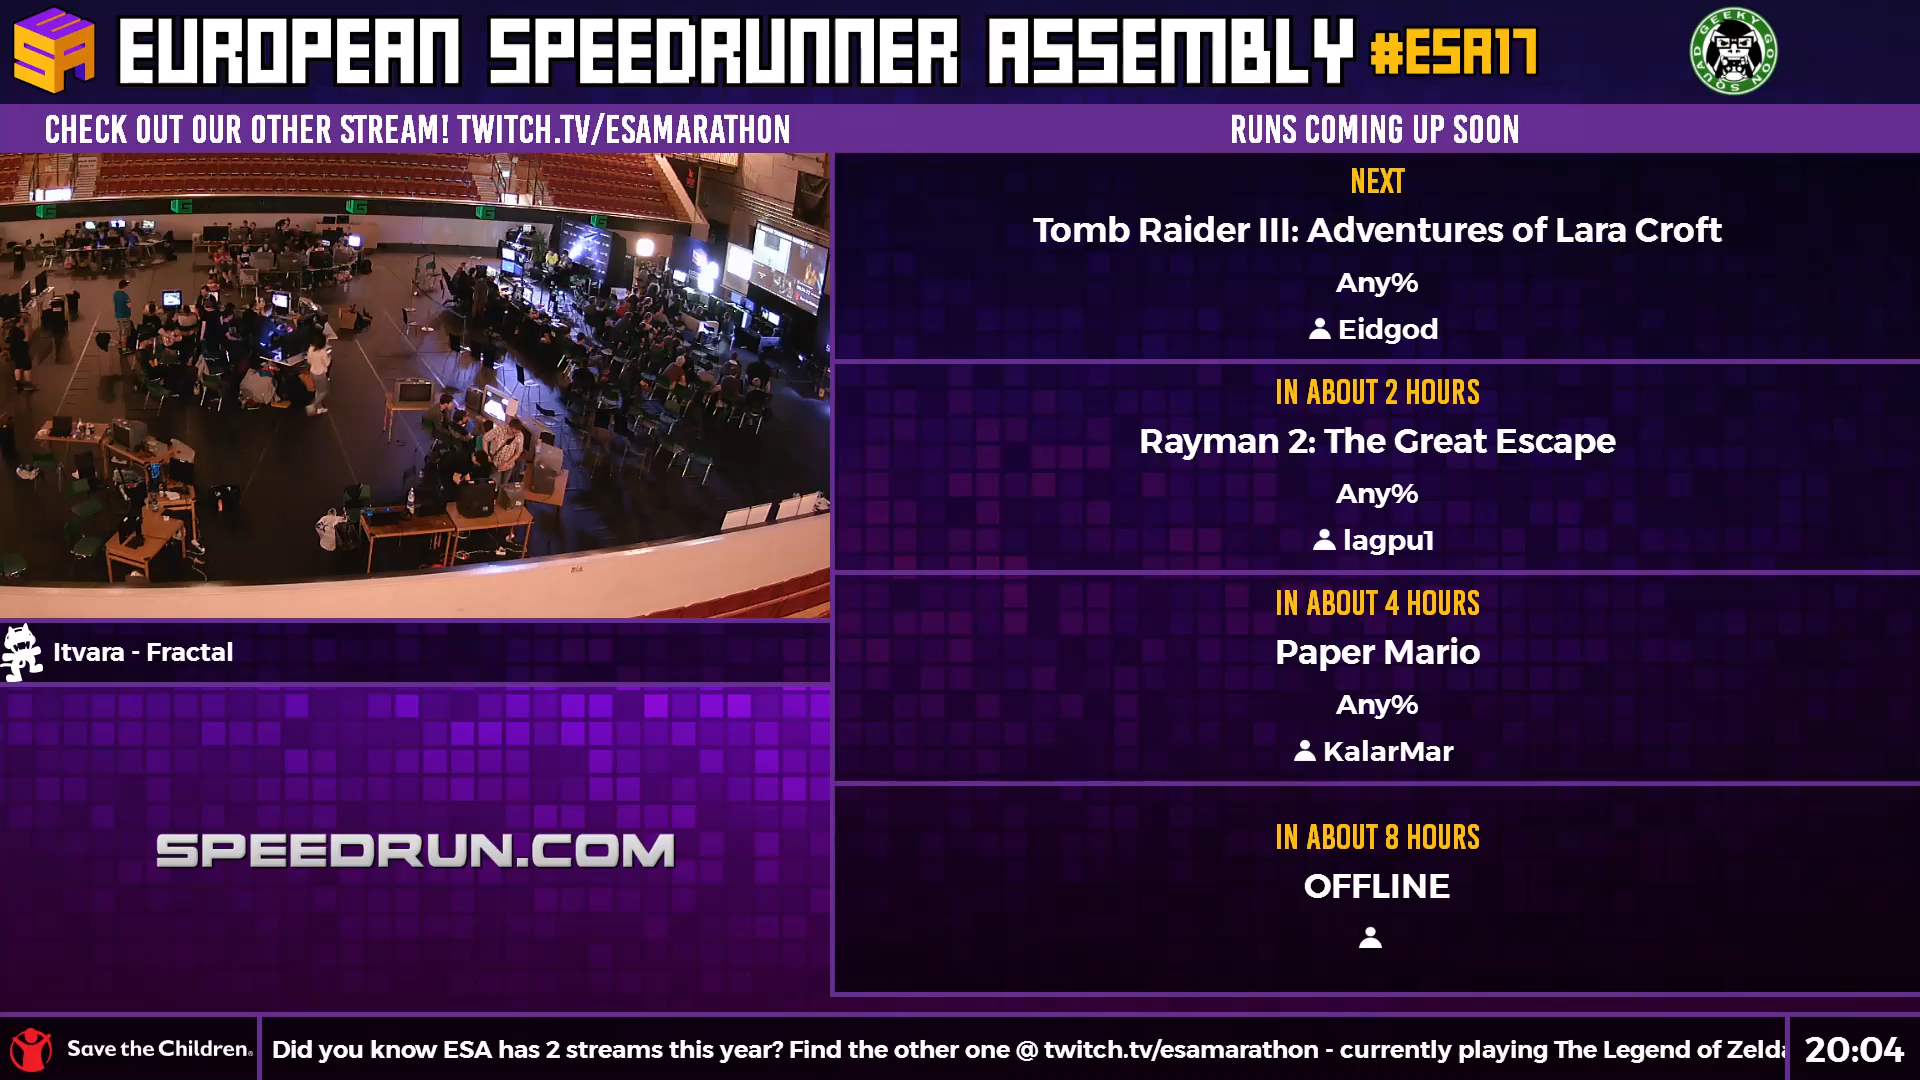 EUROPEAN SPEEDRUNNER ASSEMBLY #ESA17
GEEKY GOON SQUAD
CHECK OUT OUR OTHER STREAM! TWITCH.TV/ESAMARATHON
RUNS COMING UP SOON
NEXT
Tomb Raider III: Adventures of Lara Croft
Any%
Eidgod
IN ABOUT 2 HOURS
Rayman 2: The Great Escape
Any%
lagpu1
IN ABOUT 4 HOURS
Paper Mario
Any%
KalarMar
IN ABOUT 8 HOURS
OFFLINE
Itvara - Fractal
SPEEDRUN.COM
Save the Children.
Did you know ESA has 2 streams this year? Find the other one @ twitch.tv/esamarathon - currently playing The Legend of Zelda
20:04